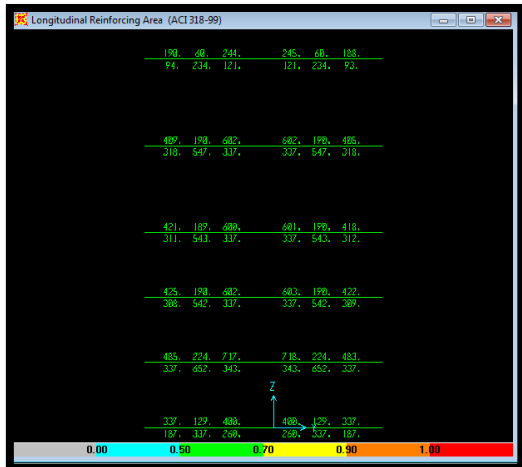 Longitudinal Reinforcing Area (ACI 318-99)
190. 60. 244. 245. 60. 188.
94. 234. 121. 121. 234. 93.
409. 190. 602. 602. 190. 405.
318. 547. 337. 337. 547. 318.
421. 189. 600. 601. 190. 418.
311. 543. 337. 337. 543. 312.
425. 190. 602. 603. 190. 422.
308. 542. 337. 337. 542. 309.
485. 224. 717. 718. 224. 483.
337. 652. 343. 343. 652. 337.
Z
337. 129. 400. 400. 129. 337.
187. 337. 260. 260. 337. 187.
0.00 0.50 0.70 0.90 1.00